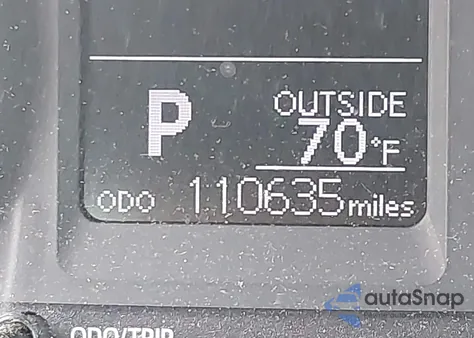 P
OUTSIDE
70°F
ODO 110635 miles
autaSnap
ODO/TRIP